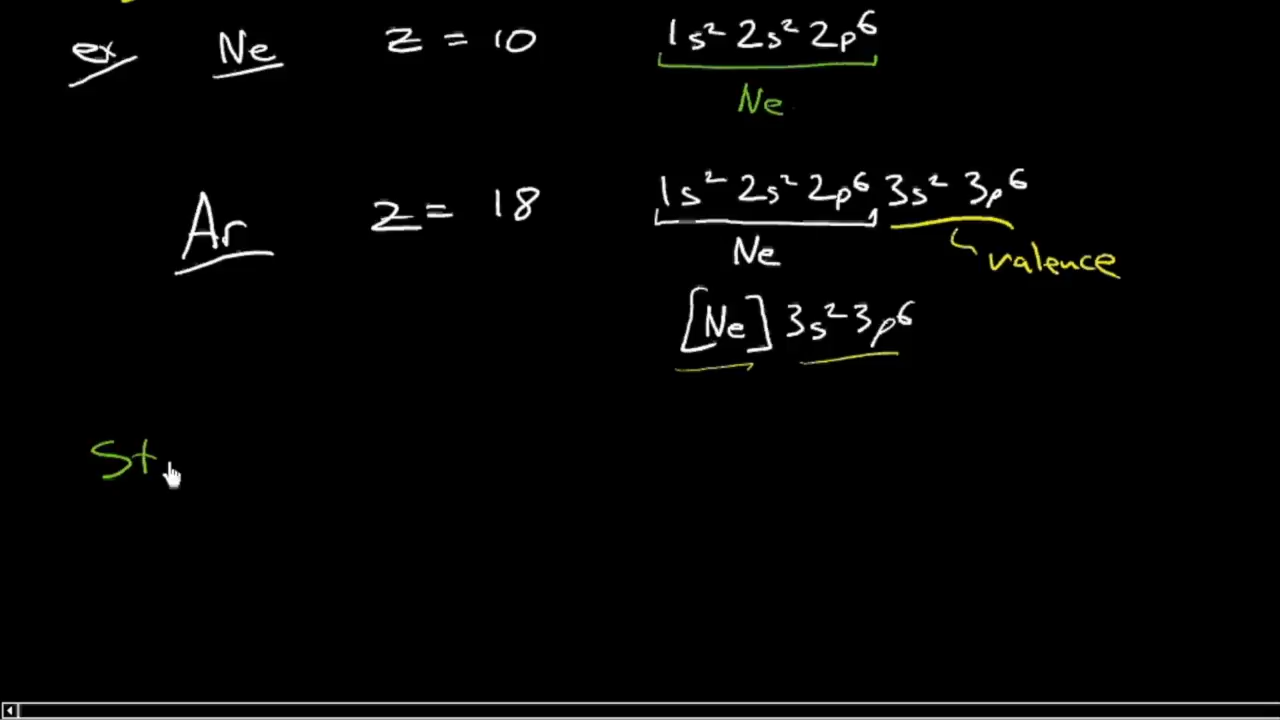 ex Ne z = 10 1s² 2s² 2p⁶
Ne
Ar z = 18 1s² 2s² 2p⁶ 3s² 3p⁶
Ne valence
[Ne] 3s² 3p⁶
St